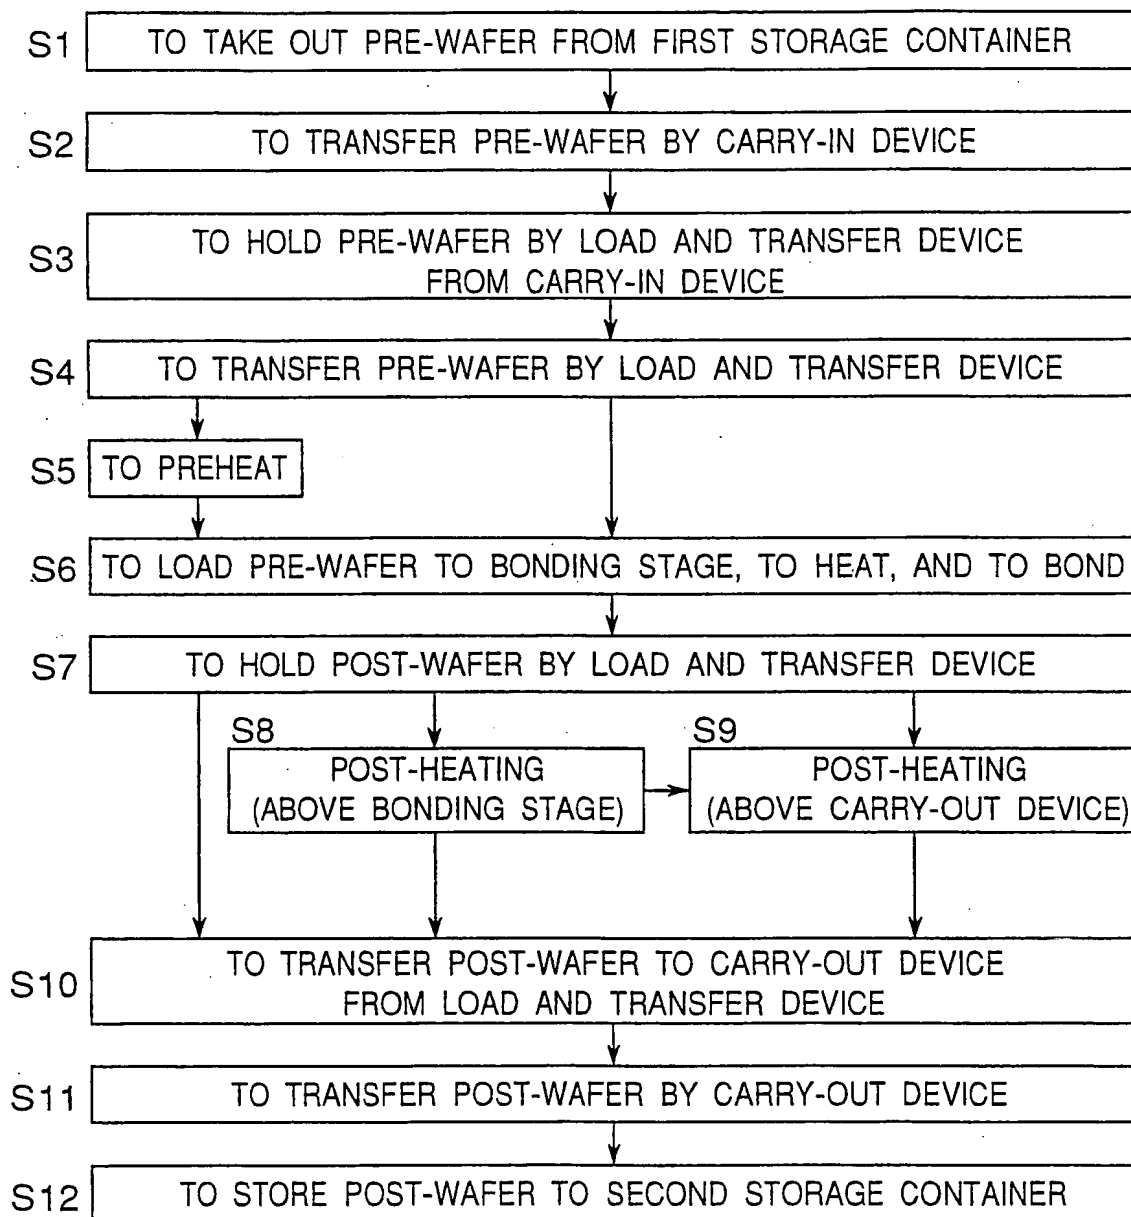 S1 TO TAKE OUT PRE-WAFER FROM FIRST STORAGE CONTAINER
S2 TO TRANSFER PRE-WAFER BY CARRY-IN DEVICE
S3 TO HOLD PRE-WAFER BY LOAD AND TRANSFER DEVICE
FROM CARRY-IN DEVICE
S4 TO TRANSFER PRE-WAFER BY LOAD AND TRANSFER DEVICE
S5 TO PREHEAT
S6 TO LOAD PRE-WAFER TO BONDING STAGE, TO HEAT, AND TO BOND
S7 TO HOLD POST-WAFER BY LOAD AND TRANSFER DEVICE
S8
POST-HEATING
(ABOVE BONDING STAGE)
S9
POST-HEATING
(ABOVE CARRY-OUT DEVICE)
S10 TO TRANSFER POST-WAFER TO CARRY-OUT DEVICE
FROM LOAD AND TRANSFER DEVICE
S11 TO TRANSFER POST-WAFER BY CARRY-OUT DEVICE
S12 TO STORE POST-WAFER TO SECOND STORAGE CONTAINER